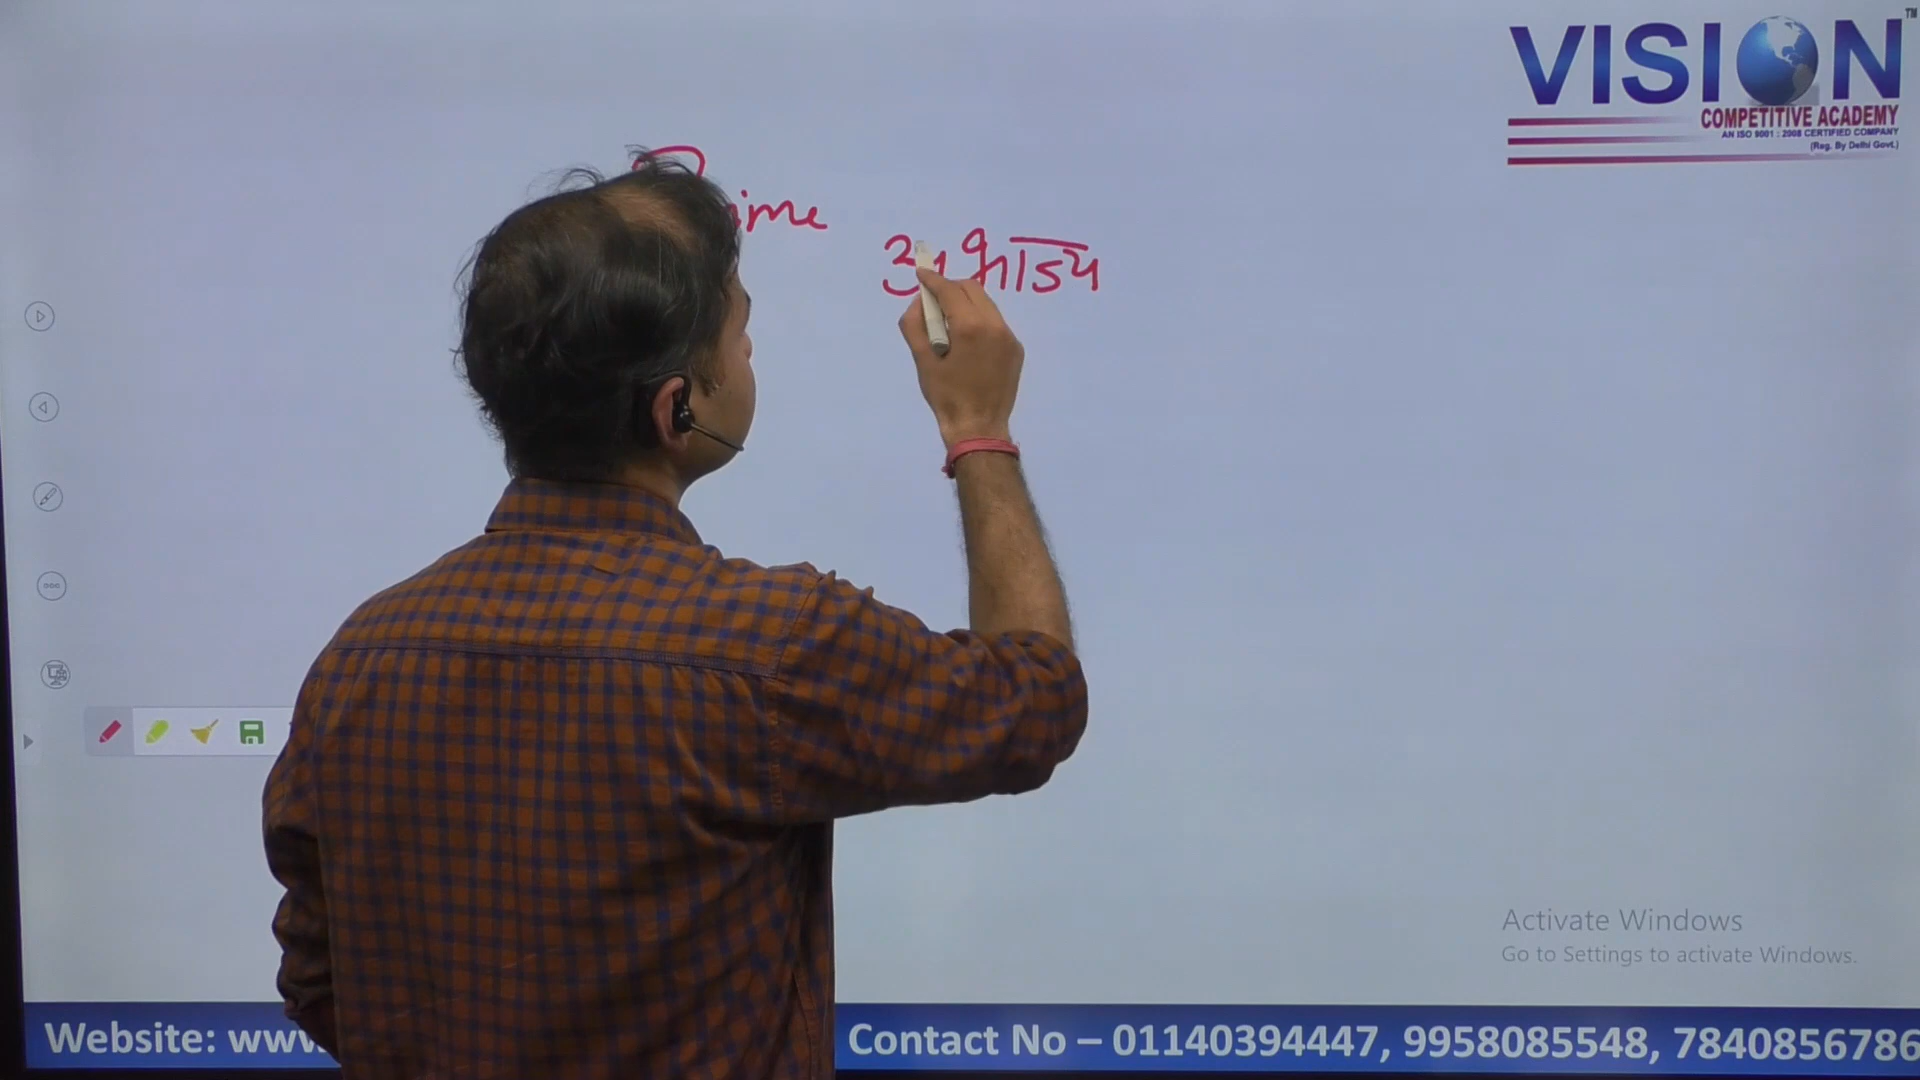 VISION
TM
COMPETITIVE ACADEMY
AN ISO 9001 : 2008 CERTIFIED COMPANY
(Reg. By Delhi Govt.)
अभाज्य
Activate Windows
Go to Settings to activate Windows.
Website: www
Contact No – 01140394447, 9958085548, 7840856786